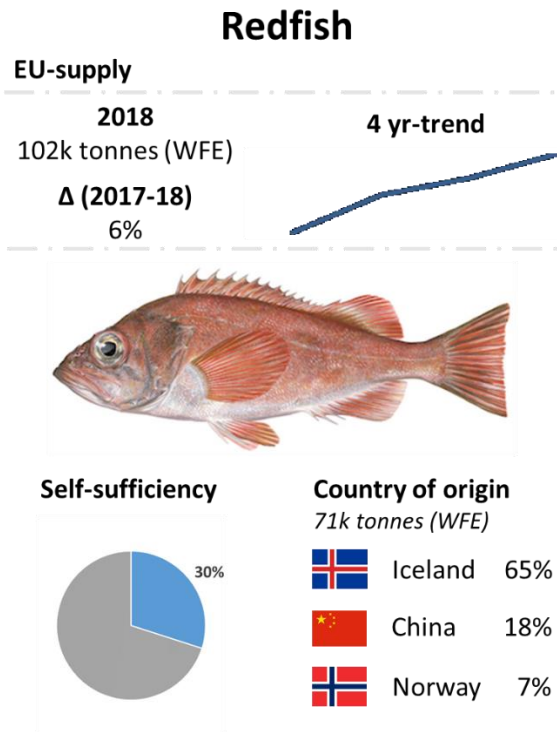 Redfish
EU-supply
2018
102k tonnes (WFE)
Δ (2017-18)
6%
4 yr-trend
Self-sufficiency
30%
Country of origin
71k tonnes (WFE)
Iceland 65%
China 18%
Norway 7%